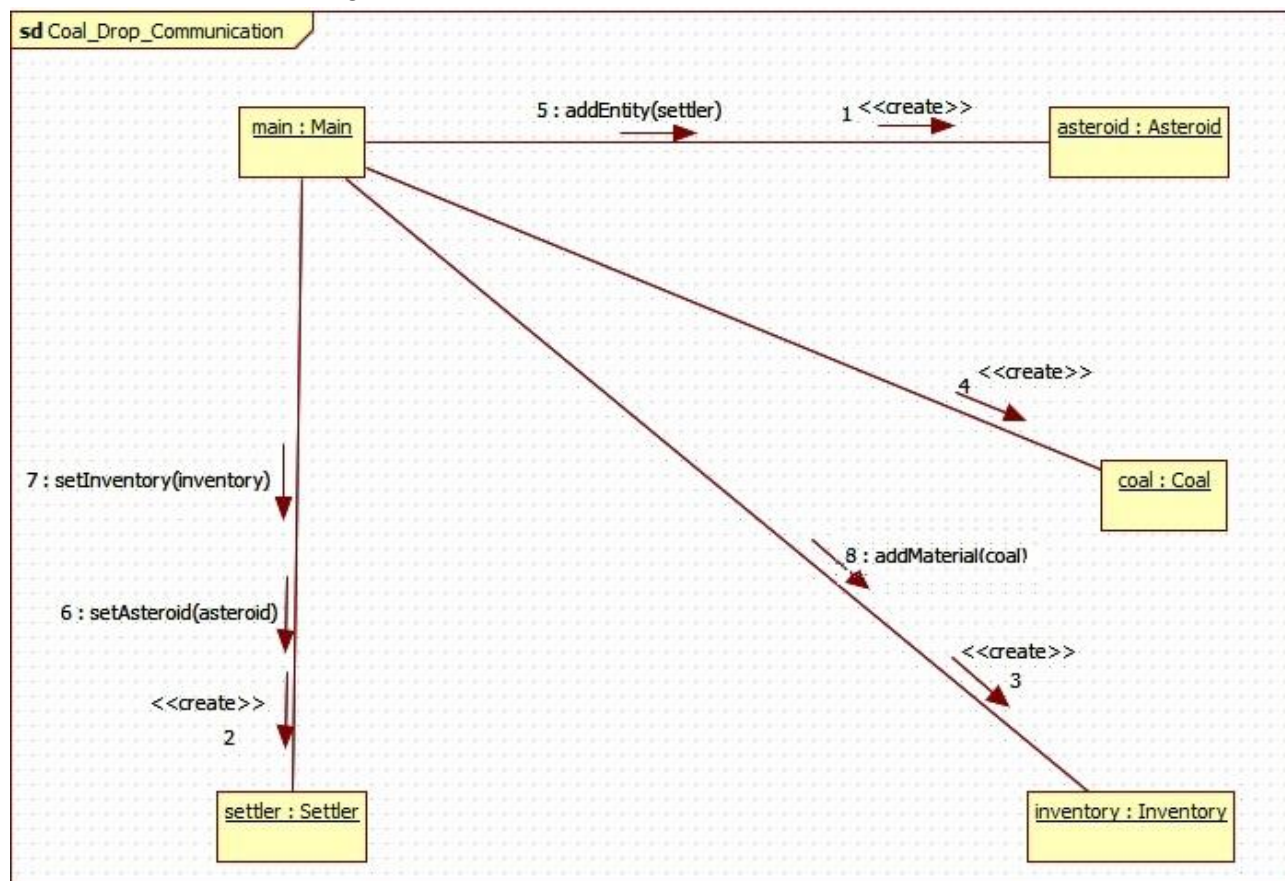 sd Coal_Drop_Communication
main : Main
5 : addEntity(settler)
1 <<create>>
asteroid : Asteroid
<<create>>
4
coal : Coal
7 : setInventory(inventory)
8 : addMaterial(coal)
6 : setAsteroid(asteroid)
<<create>>
3
<<create>>
2
settler : Settler
inventory : Inventory